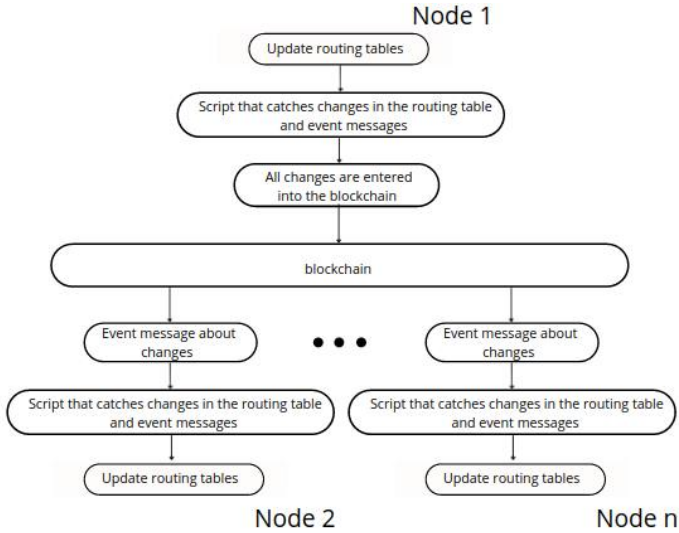 Node 1
Update routing tables
Script that catches changes in the routing table
and event messages
All changes are entered
into the blockchain
blockchain
Event message about
changes
Event message about
changes
Script that catches changes in the routing table
and event messages
Script that catches changes in the routing table
and event messages
Update routing tables
Update routing tables
Node 2
Node n